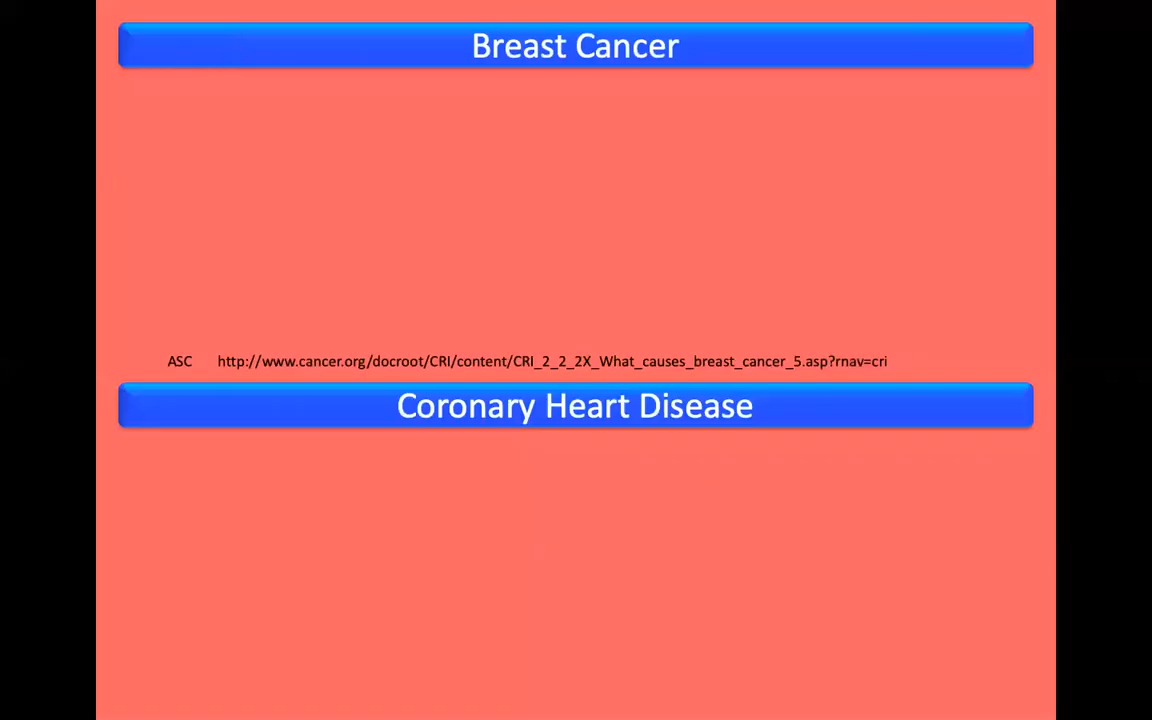 Breast Cancer
ASC http://www.cancer.org/docroot/CRI/content/CRI_2_2_2X_What_causes_breast_cancer_5.asp?rnav=cri
Coronary Heart Disease